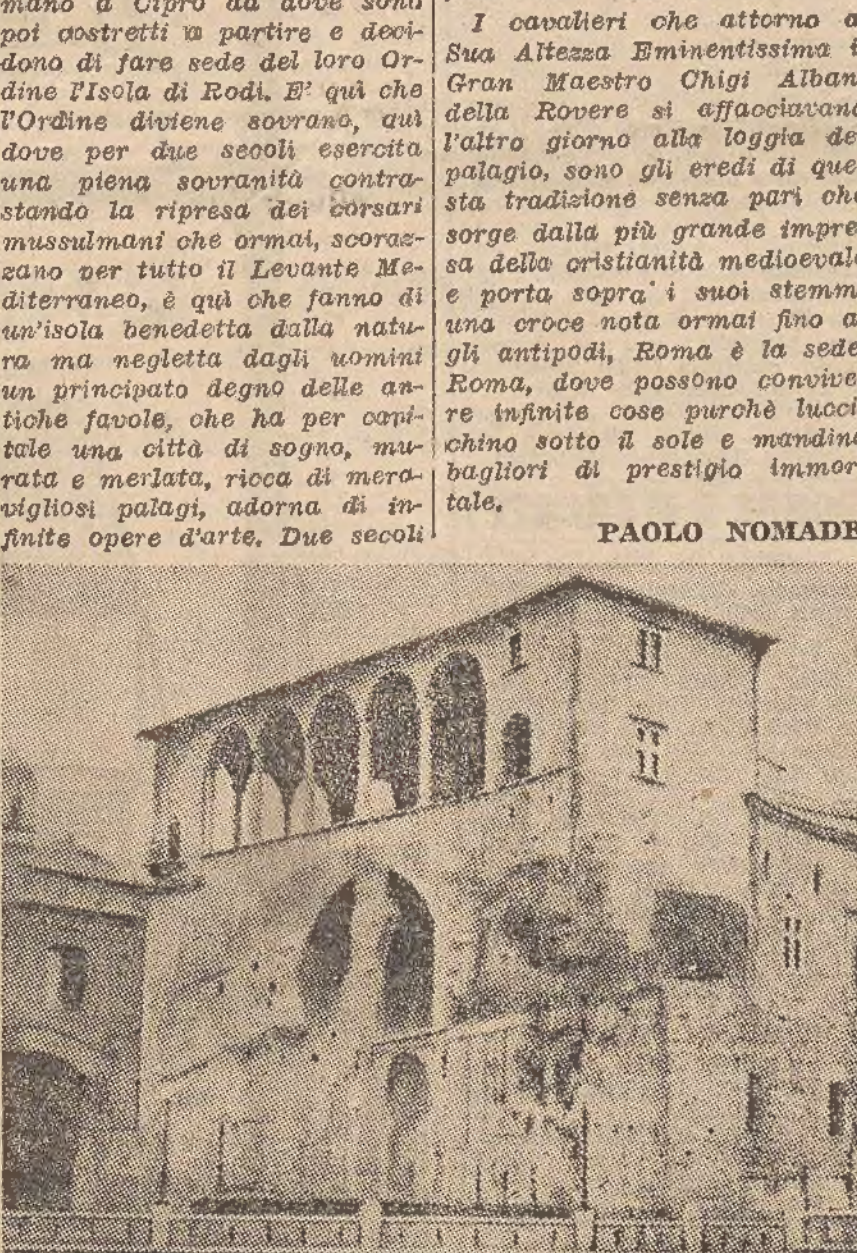 mano a Cipro da dove sono
poi costretti a partire e deci-
dono di fare sede del loro Or-
dine l'Isola di Rodi. E' quì che
l'Ordine diviene sovrano, quì
dove per due secoli esercita
una piena sovranità contra-
stando la ripresa dei corsari
mussulmani che ormai, scoraz-
zano per tutto il Levante Me-
diterraneo, è quì che fanno di
un'isola benedetta dalla natu-
ra ma negletta dagli uomini
un principato degno delle an-
tiche favole, che ha per capi-
tale una città di sogno, mu-
rata e merlata, ricca di mera-
vigliosi palagi, adorna di in-
finite opere d'arte. Due secoli
I cavalieri che attorno a
Sua Altezza Eminentissima i
Gran Maestro Chigi Alban
della Rovere si affacciavano
l'altro giorno alla loggia de
palagio, sono gli eredi di que
sta tradizione senza pari che
sorge dalla più grande impre
sa della cristianità medioevale
e porta sopra i suoi stemm
una croce nota ormai fino a
gli antipodi, Roma è la sede
Roma, dove possono convive
re infinite cose purchè lucci
chino sotto il sole e mandino
bagliori di prestigio immor
tale.
PAOLO NOMADE